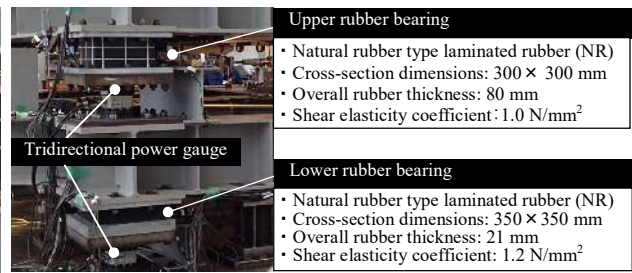 Upper rubber bearing
・Natural rubber type laminated rubber (NR)
・Cross-section dimensions: 300× 300 mm
・Overall rubber thickness: 80 mm
・Shear elasticity coefficient:1.0 N/mm²
Tridirectional power gauge
Lower rubber bearing
・Natural rubber type laminated rubber (NR)
・Cross-section dimensions: 350×350 mm
・Overall rubber thickness: 21 mm
・Shear elasticity coefficient: 1.2 N/mm²